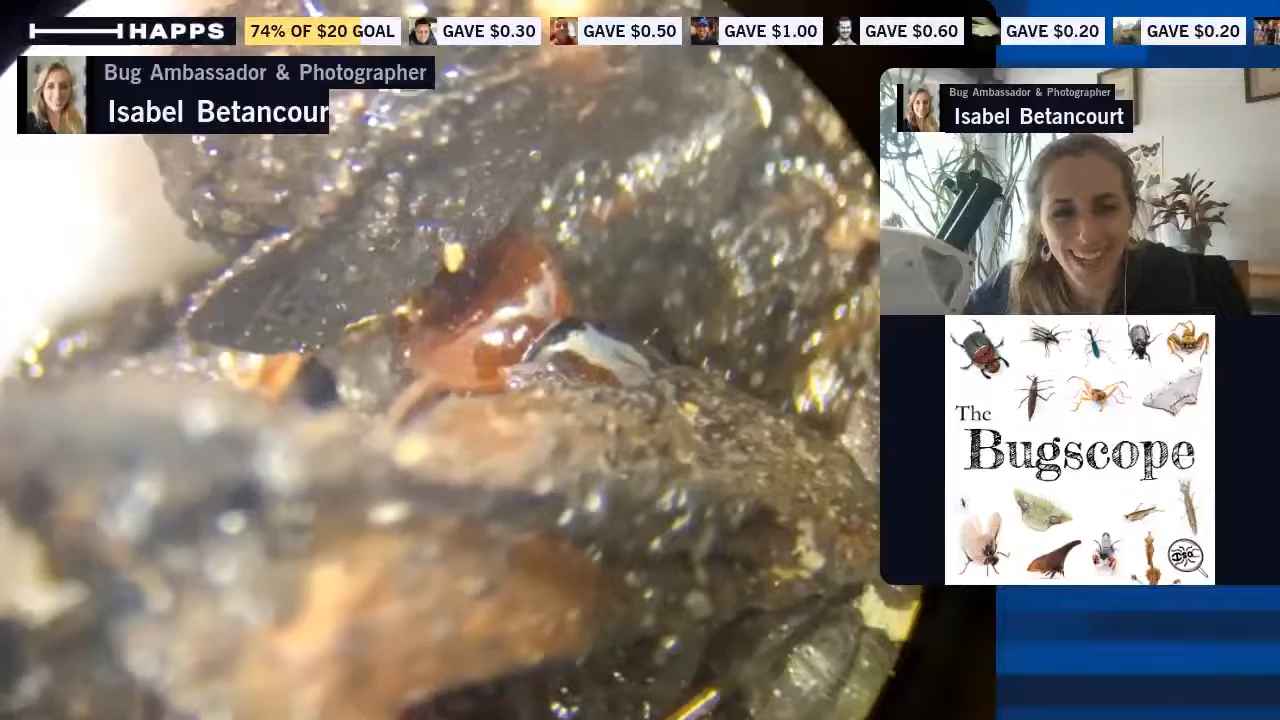 HAPPS
74% OF $20 GOAL
GAVE $0.30
GAVE $0.50
GAVE $1.00
GAVE $0.60
GAVE $0.20
GAVE $0.20
Bug Ambassador & Photographer
Isabel Betancour
Bug Ambassador & Photographer
Isabel Betancourt
The
Bugscope